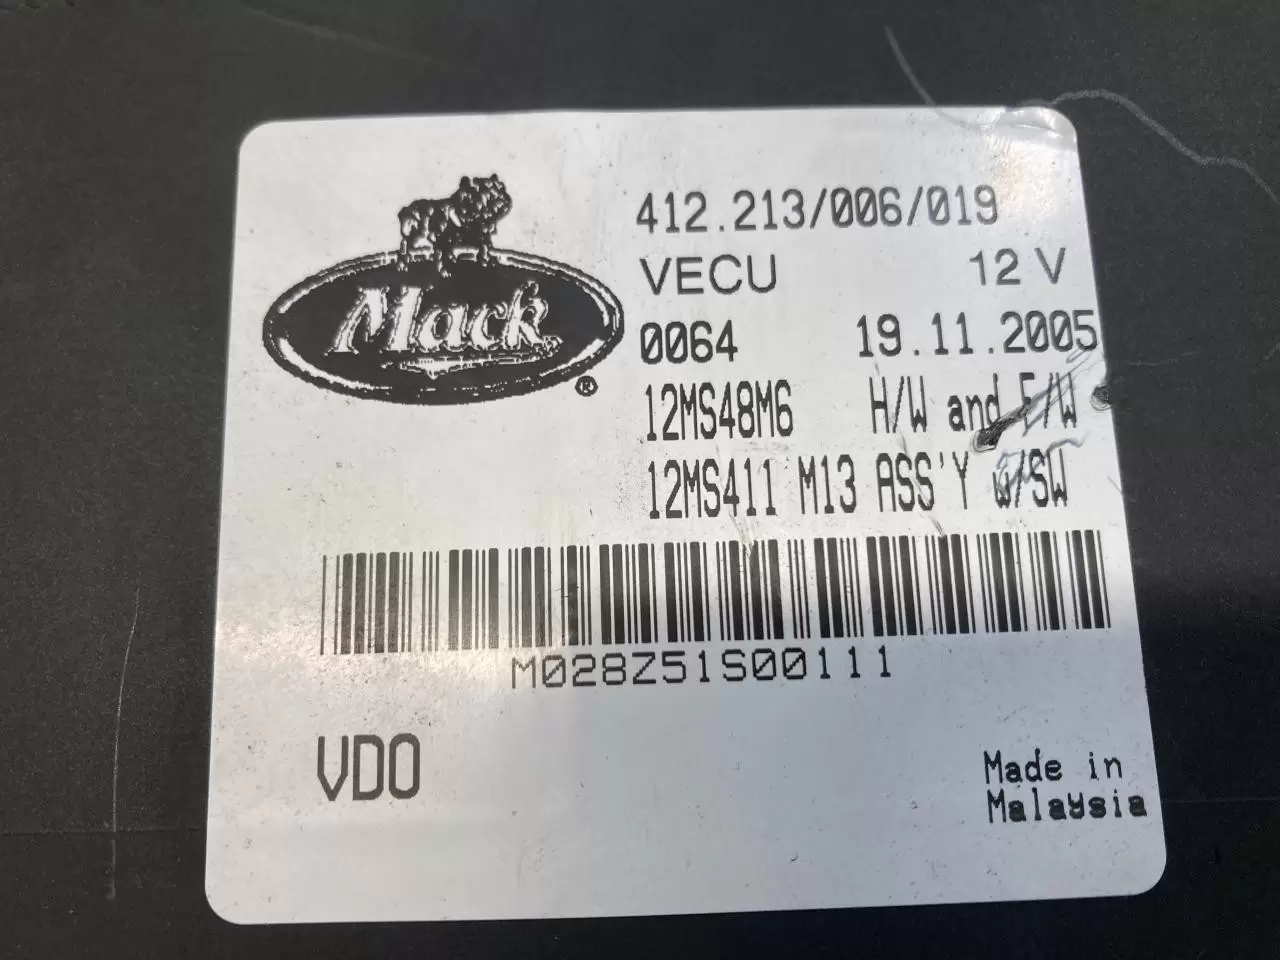 Mack
®
412.213/006/019
VECU 12 V
0064 19.11.2005
12MS48M6 H/W and F/W
12MS411 M13 ASS'Y w/SW
M028Z51S00111
VDO
Made in
Malaysia